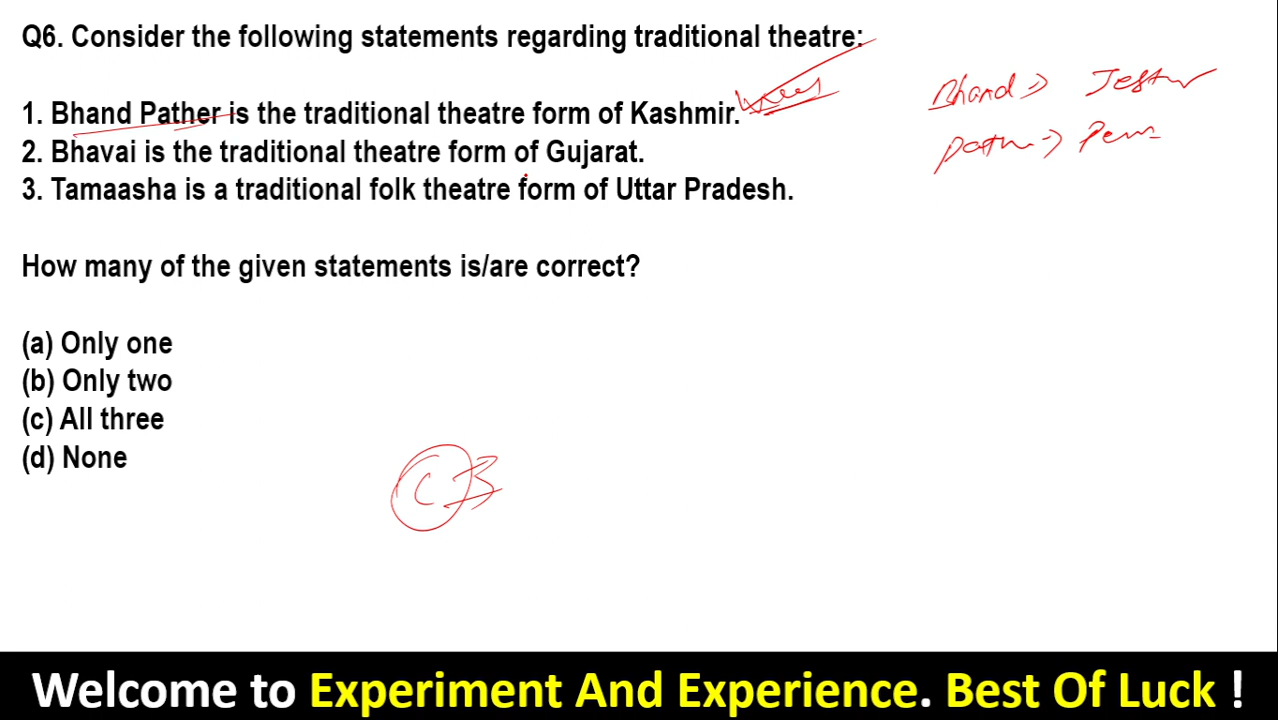 Q6. Consider the following statements regarding traditional theatre:
1. Bhand Pather is the traditional theatre form of Kashmir.
Bhand => Jester
2. Bhavai is the traditional theatre form of Gujarat.
3. Tamaasha is a traditional folk theatre form of Uttar Pradesh.
How many of the given statements is/are correct?
(a) Only one
(b) Only two
(c) All three
(d) None
C
Welcome to Experiment And Experience. Best Of Luck !